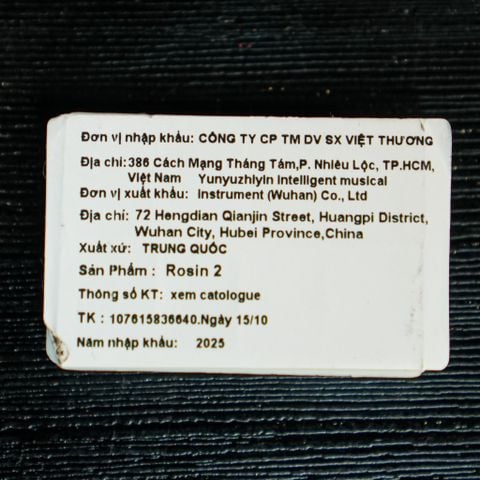 Đơn vị nhập khẩu: CÔNG TY CP TM DV SX VIỆT THƯƠNG
Địa chỉ:386 Cách Mạng Tháng Tám,P. Nhiêu Lộc, TP.HCM,
Việt Nam Yunyuzhiyin Intelligent musical
Đơn vị xuất khẩu: Instrument (Wuhan) Co., Ltd
Địa chỉ: 72 Hengdian Qianjin Street, Huangpi District,
Wuhan City, Hubei Province,China
Xuất xứ: TRUNG QUỐC
Sản Phẩm : Rosin 2
Thông số KT: xem catologue
TK : 107615836640.Ngày 15/10
Năm nhập khẩu: 2025